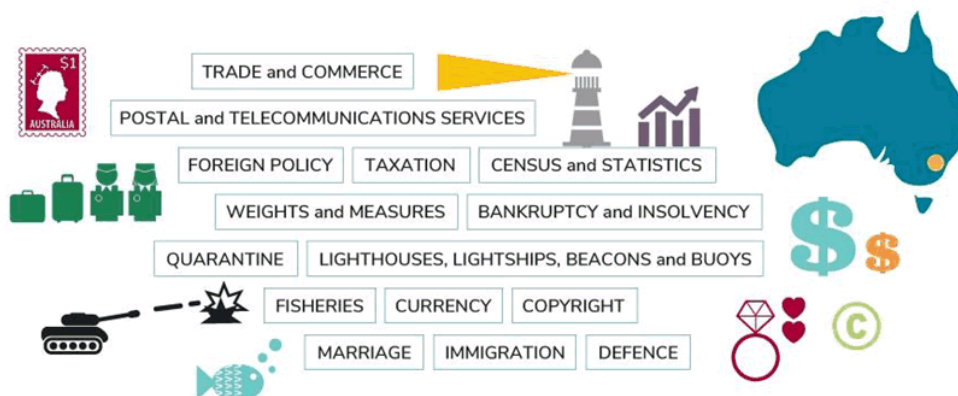 $1
AUSTRALIA
TRADE and COMMERCE
POSTAL and TELECOMMUNICATIONS SERVICES
FOREIGN POLICY
TAXATION
CENSUS and STATISTICS
WEIGHTS and MEASURES
BANKRUPTCY and INSOLVENCY
$
$
QUARANTINE
LIGHTHOUSES, LIGHTSHIPS, BEACONS and BUOYS
FISHERIES
CURRENCY
COPYRIGHT
©
MARRIAGE
IMMIGRATION
DEFENCE